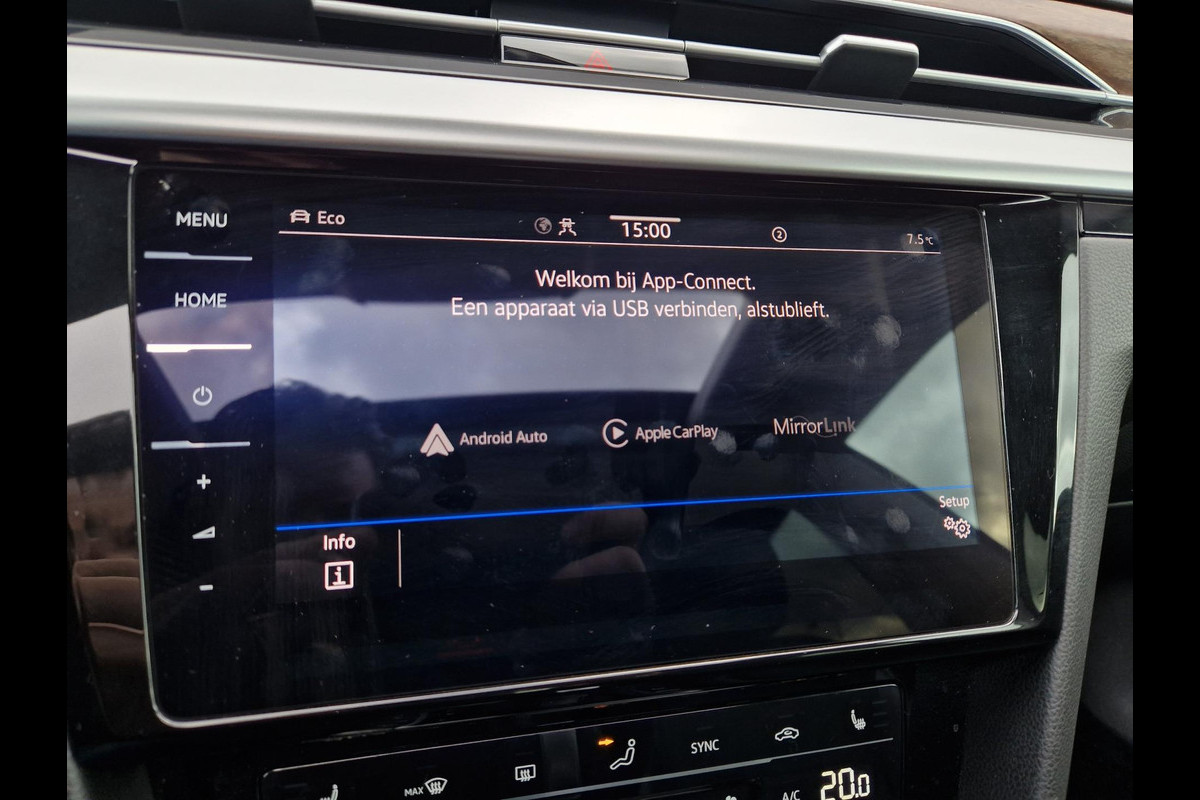 MENU
HOME
Eco
15:00
2
7.5°C
Welkom bij App-Connect.
Een apparaat via USB verbinden, alstublieft.
Android Auto
Apple CarPlay
MirrorLink
Setup
Info
MAX
SYNC
A/C
20.0